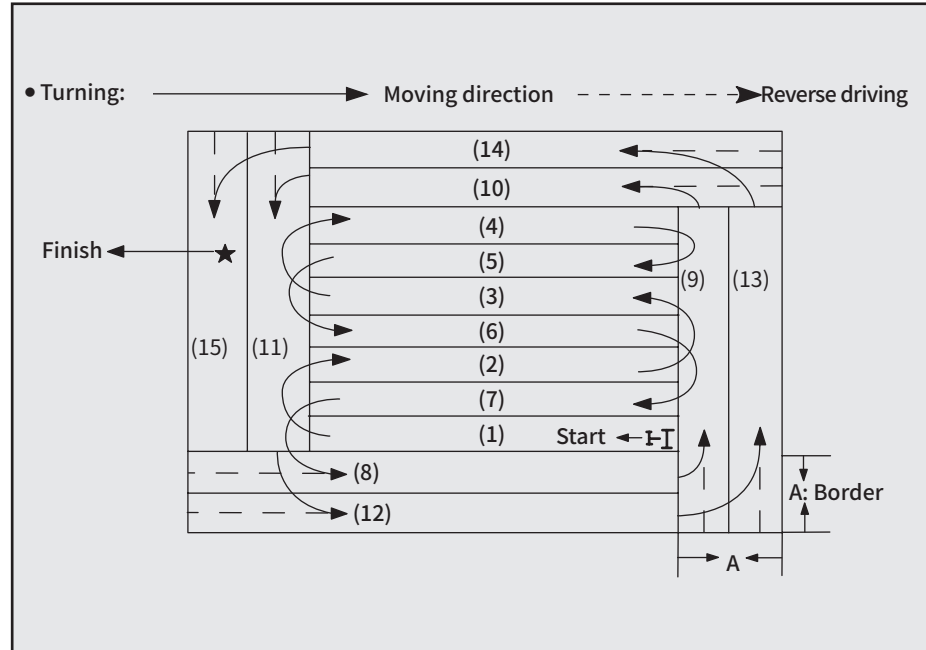 • Turning: Moving direction Reverse driving
(14)
(10)
(4)
Finish
(5)
(9) (13)
(3)
(6)
(15) (11)
(2)
(7)
(1) Start
(8)
A: Border
(12)
A